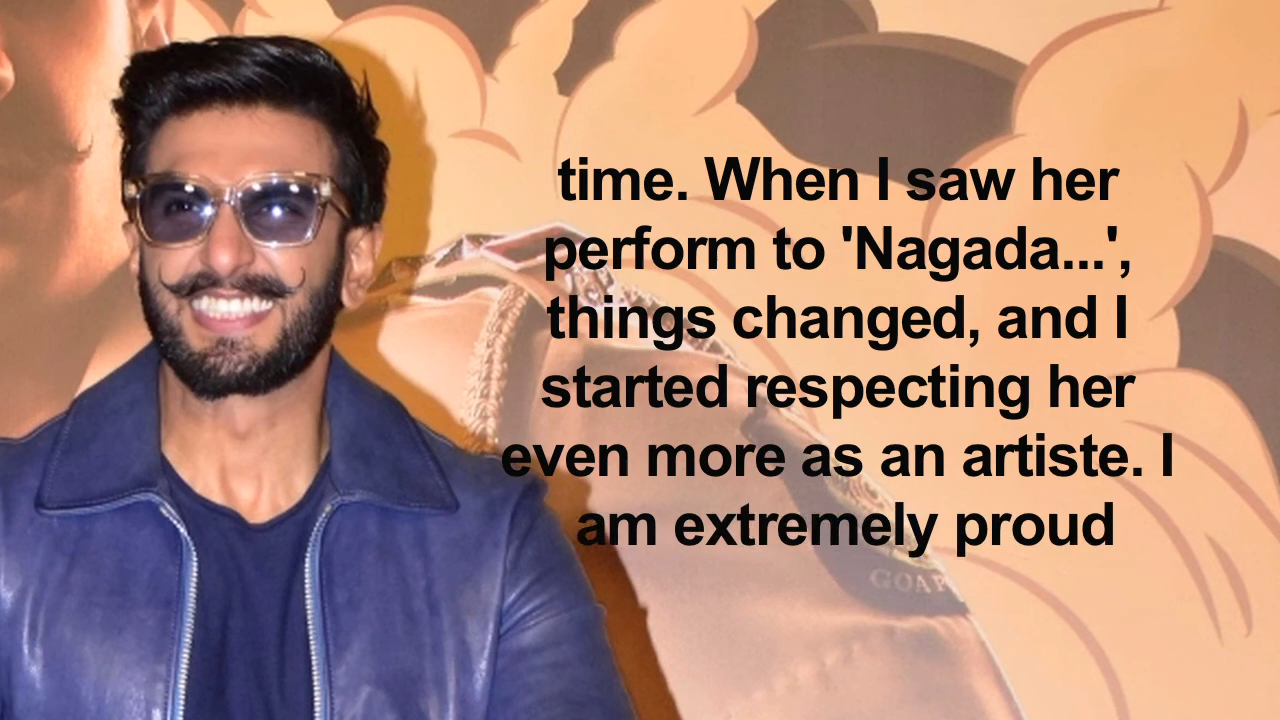 time. When I saw her
perform to 'Nagada...',
things changed, and I
started respecting her
even more as an artiste. I
am extremely proud
GOAP